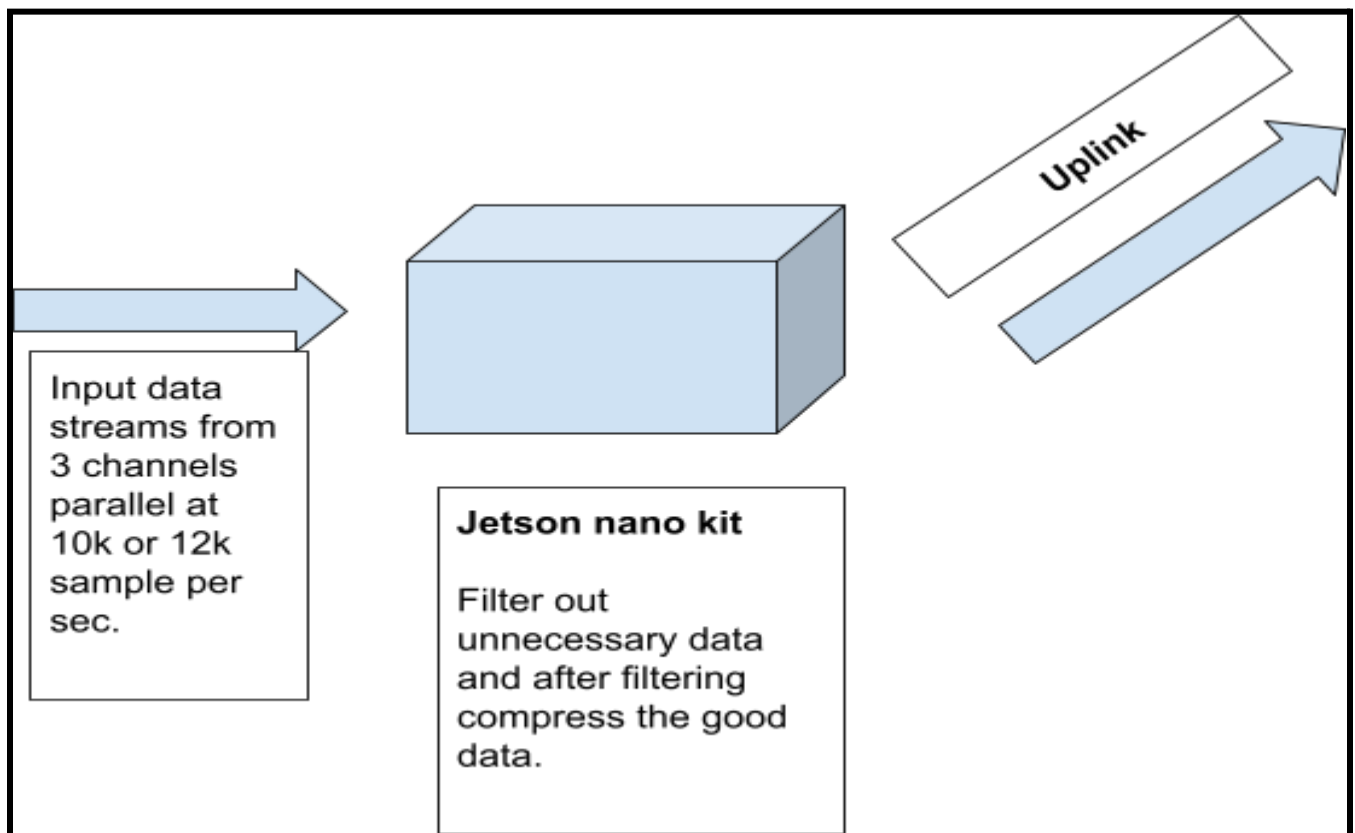 Uplink
Input data
streams from
3 channels
parallel at
10k or 12k
sample per
sec.
Jetson nano kit
Filter out
unnecessary data
and after filtering
compress the good
data.